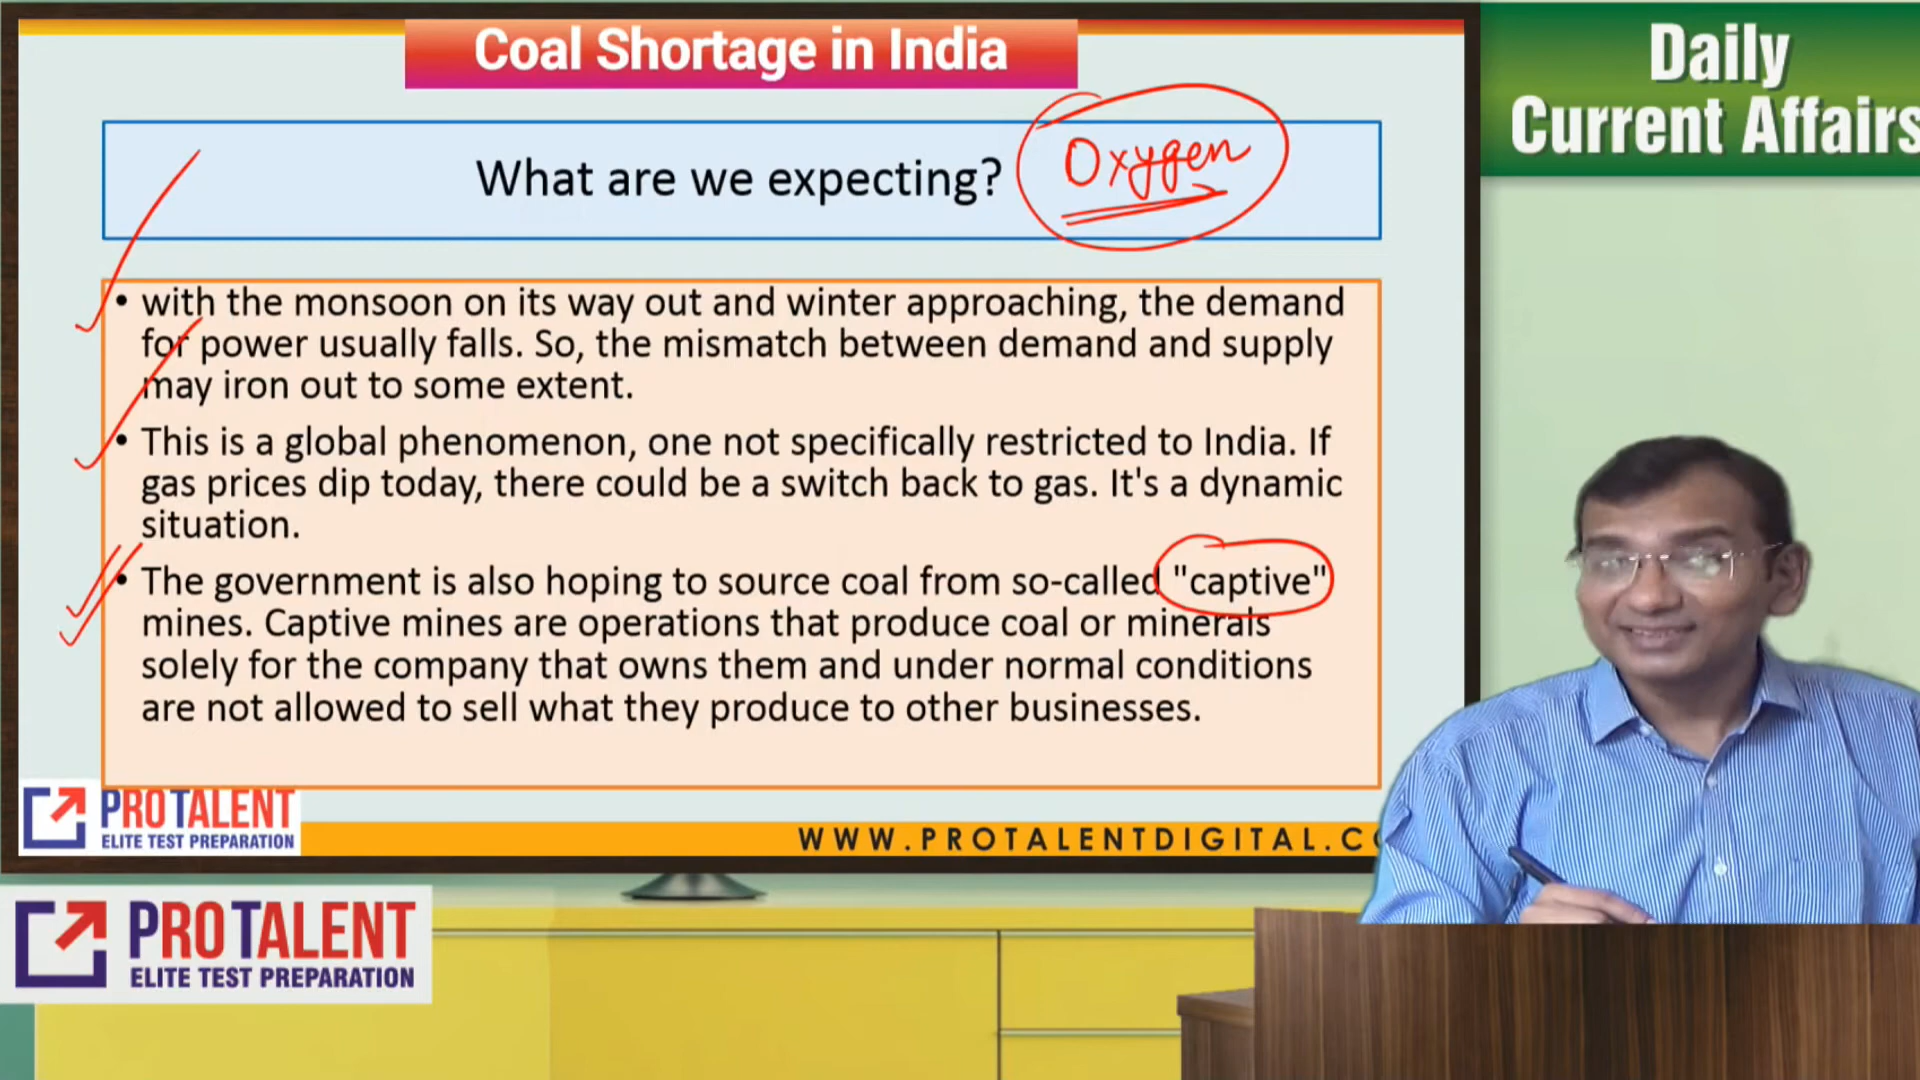 Coal Shortage in India
Daily
Current Affairs
What are we expecting?
Oxygen
• with the monsoon on its way out and winter approaching, the demand
for power usually falls. So, the mismatch between demand and supply
may iron out to some extent.
• This is a global phenomenon, one not specifically restricted to India. If
gas prices dip today, there could be a switch back to gas. It's a dynamic
situation.
• The government is also hoping to source coal from so-called "captive"
mines. Captive mines are operations that produce coal or minerals
solely for the company that owns them and under normal conditions
are not allowed to sell what they produce to other businesses.
PROTALENT
ELITE TEST PREPARATION
WWW.PROTALENTDIGITAL.C
PROTALENT
ELITE TEST PREPARATION